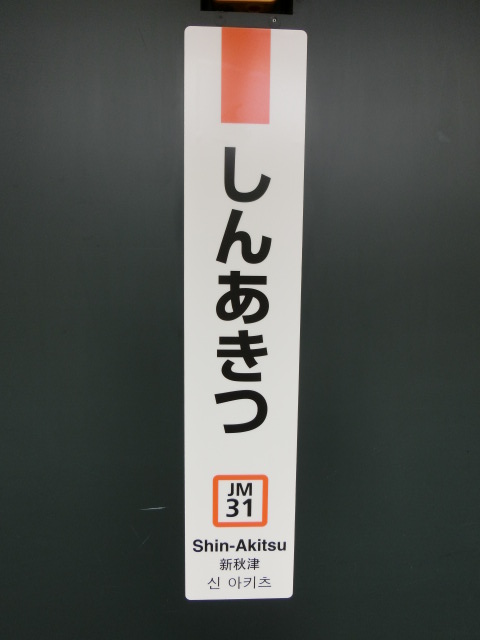 しんあきつ
JM
31
Shin-Akitsu
新秋津
신 아키츠